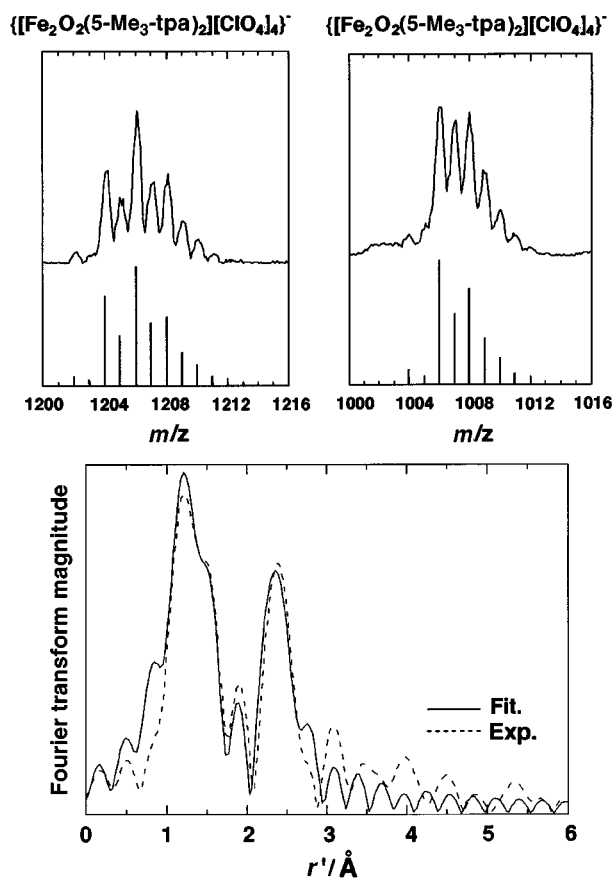 {[Fe₂O₂(5-Me₃-tpa)₂][ClO₄]₄}⁻ {[Fe₂O₂(5-Me₃-tpa)₂][ClO₄]₄}⁻
1200 1204 1208 1212 1216
m/z
1000 1004 1008 1012 1016
m/z
Fourier transform magnitude
Fit.
Exp.
0 1 2 3 4 5 6
r'/Å